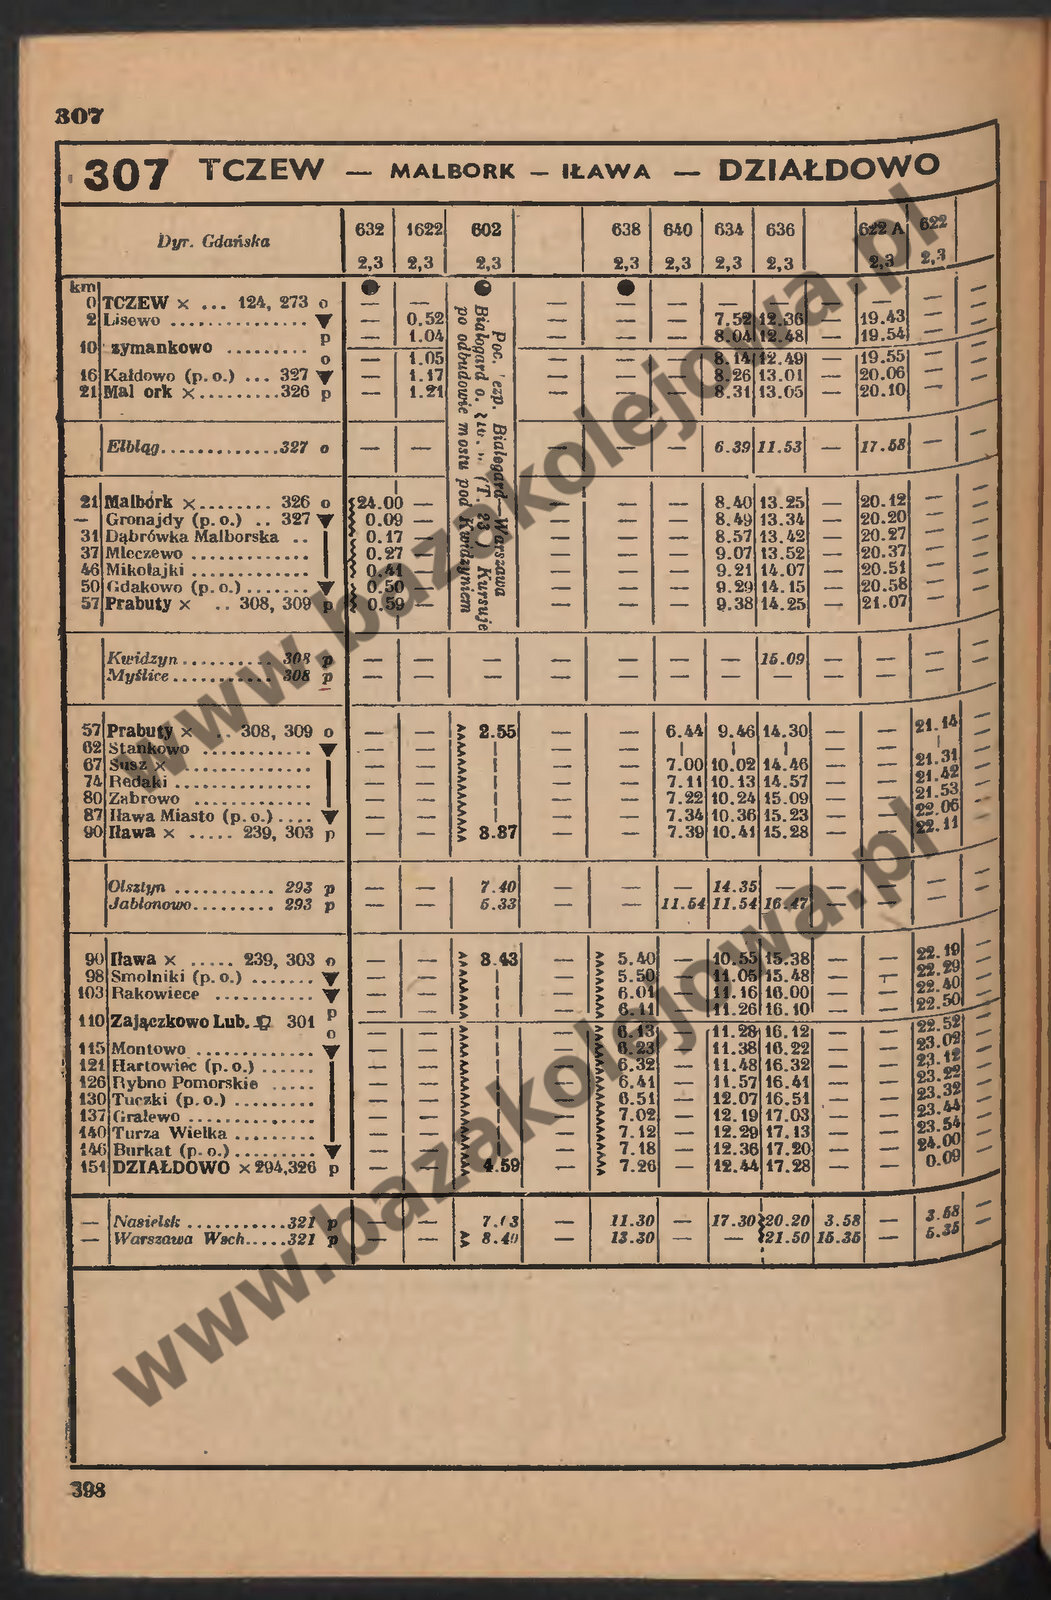 307
307 TCZEW — MALBORK — IŁAWA — DZIAŁDOWO
Dyr. Gdańska 632 1622 602 638 640 634 636 622 A 622
2,3 2,3 2,3 2,3 2,3 2,3 2,3 2,3 2,3
km
0 TCZEW × ... 124, 273 o — — — — — — — — — — —
2 Lisewo ................ ▼ — 0.52 — — — 7.52 12.36 — 19.43 — —
p — 1.04 — — — 8.04 12.48 — 19.54 — —
10 zymankowo ..........
o — 1.05 — — — 8.14 12.49 — 19.55 — —
16 Kałdowo (p.o.) ... 327 ▼ — 1.17 — — — 8.26 13.01 — 20.06 — —
21 Mal ork ×.........326 p — 1.21 — — — 8.31 13.05 — 20.10 — —
Poc. ezp. Białogard—Warszawa
Białogard o. (T. 23.) Kursuje
po odbudowie mostu pod Kwidzyniem
Elbląg..............327 o — — — — — 6.39 11.53 — 17.58 — —
21 Malbórk ×......... 326 o 24.00 — — — — 8.40 13.25 20.12 — —
— Gronajdy (p.o.) .. 327 ▼ 0.09 — — — — 8.49 13.34 — 20.20 — —
31 Dąbrówka Malborska .. 0.17 — — — — 8.57 13.42 — 20.27 — —
37 Mleczewo .............. 0.27 — — — — 9.07 13.52 — 20.37 — —
46 Mikołajki .............. 0.41 — — — — 9.21 14.07 — 20.51 — —
50 Gdakowo (p.o.) ........ ▼ 0.50 — — — — 9.29 14.15 — 20.58 — —
57 Prabuty × .. 308, 309 p 0.59 — — — — 9.38 14.25 — 21.07 — —
Kwidzyn........... 308 p — — — — — — — 15.09 — — — —
Myślice............ 308 p — — — — — — — — — — — —
57 Prabuty × .. 308, 309 o — — 2.55 — — 6.44 9.46 14.30 — — 21.14 —
62 Stankowo ............. ▼ — — | — — | | | — — | —
67 Susz × ............... — — | — — 7.00 10.02 14.46 — — 21.31 —
74 Redaki ................ — — | — — 7.11 10.13 14.57 — — 21.42 —
80 Ząbrowo .............. — — | — — 7.22 10.24 15.09 — — 21.53 —
87 Iława Miasto (p.o.).... ▼ — — | — — 7.34 10.36 15.23 — — 22.06 —
90 Iława × ..... 239, 303 p — — 3.37 — — 7.39 10.41 15.28 — — 22.11 —
Olsztyn ............ 293 p — — 7.40 — — — 14.35 — — — — —
Jabłonowo.......... 293 p — — 5.33 — — 11.54 11.54 16.47 — — — —
90 Iława × ..... 239, 303 o — — 3.43 — 5.40 — 10.55 15.38 — — 22.19 —
98 Smolniki (p.o.) ........ ▼ — — | — 5.50 — 11.05 15.48 — — 22.29 —
103 Rakowiece ............ ▼ — — | — 6.01 — 11.16 16.00 — — 22.40 —
p — — | — 6.11 — 11.26 16.10 — — 22.50 —
110 Zajączkowo Lub. 301
o — — | — 6.13 11.28 16.12 — — 22.52 —
115 Montowo .............. ▼ — — | — 6.23 — 11.38 16.22 — — 23.02 —
121 Hartowiec (p.o.) ...... — — | — 6.32 — 11.48 16.32 — — 23.12 —
126 Rybno Pomorskie ..... — — | — 6.41 — 11.57 16.41 — — 23.22 —
130 Tuczki (p.o.) .......... — — | — 6.51 — 12.07 16.51 — — 23.32 —
137 Grałewo ............... — — | — 7.02 — 12.19 17.03 — — 23.44 —
140 Turza Wielka .......... — — | — 7.12 — 12.29 17.13 — — 23.54 —
146 Burkat (p.o.).......... ▼ — — | — 7.18 — 12.36 17.20 — — 24.00 —
151 DZIAŁDOWO ×294,326 p — — 4.59 — 7.26 — 12.44 17.28 — — 0.09 —
— Nasielsk ............321 p — — — 11.30 — 17.30 20.20 3.58 — 3.58 —
— Warszawa Wsch.....321 p — — 8.40 — 13.30 — — 21.50 15.35 — 5.35 —
398
www.bazakolejowa.pl
www.bazakolejowa.pl